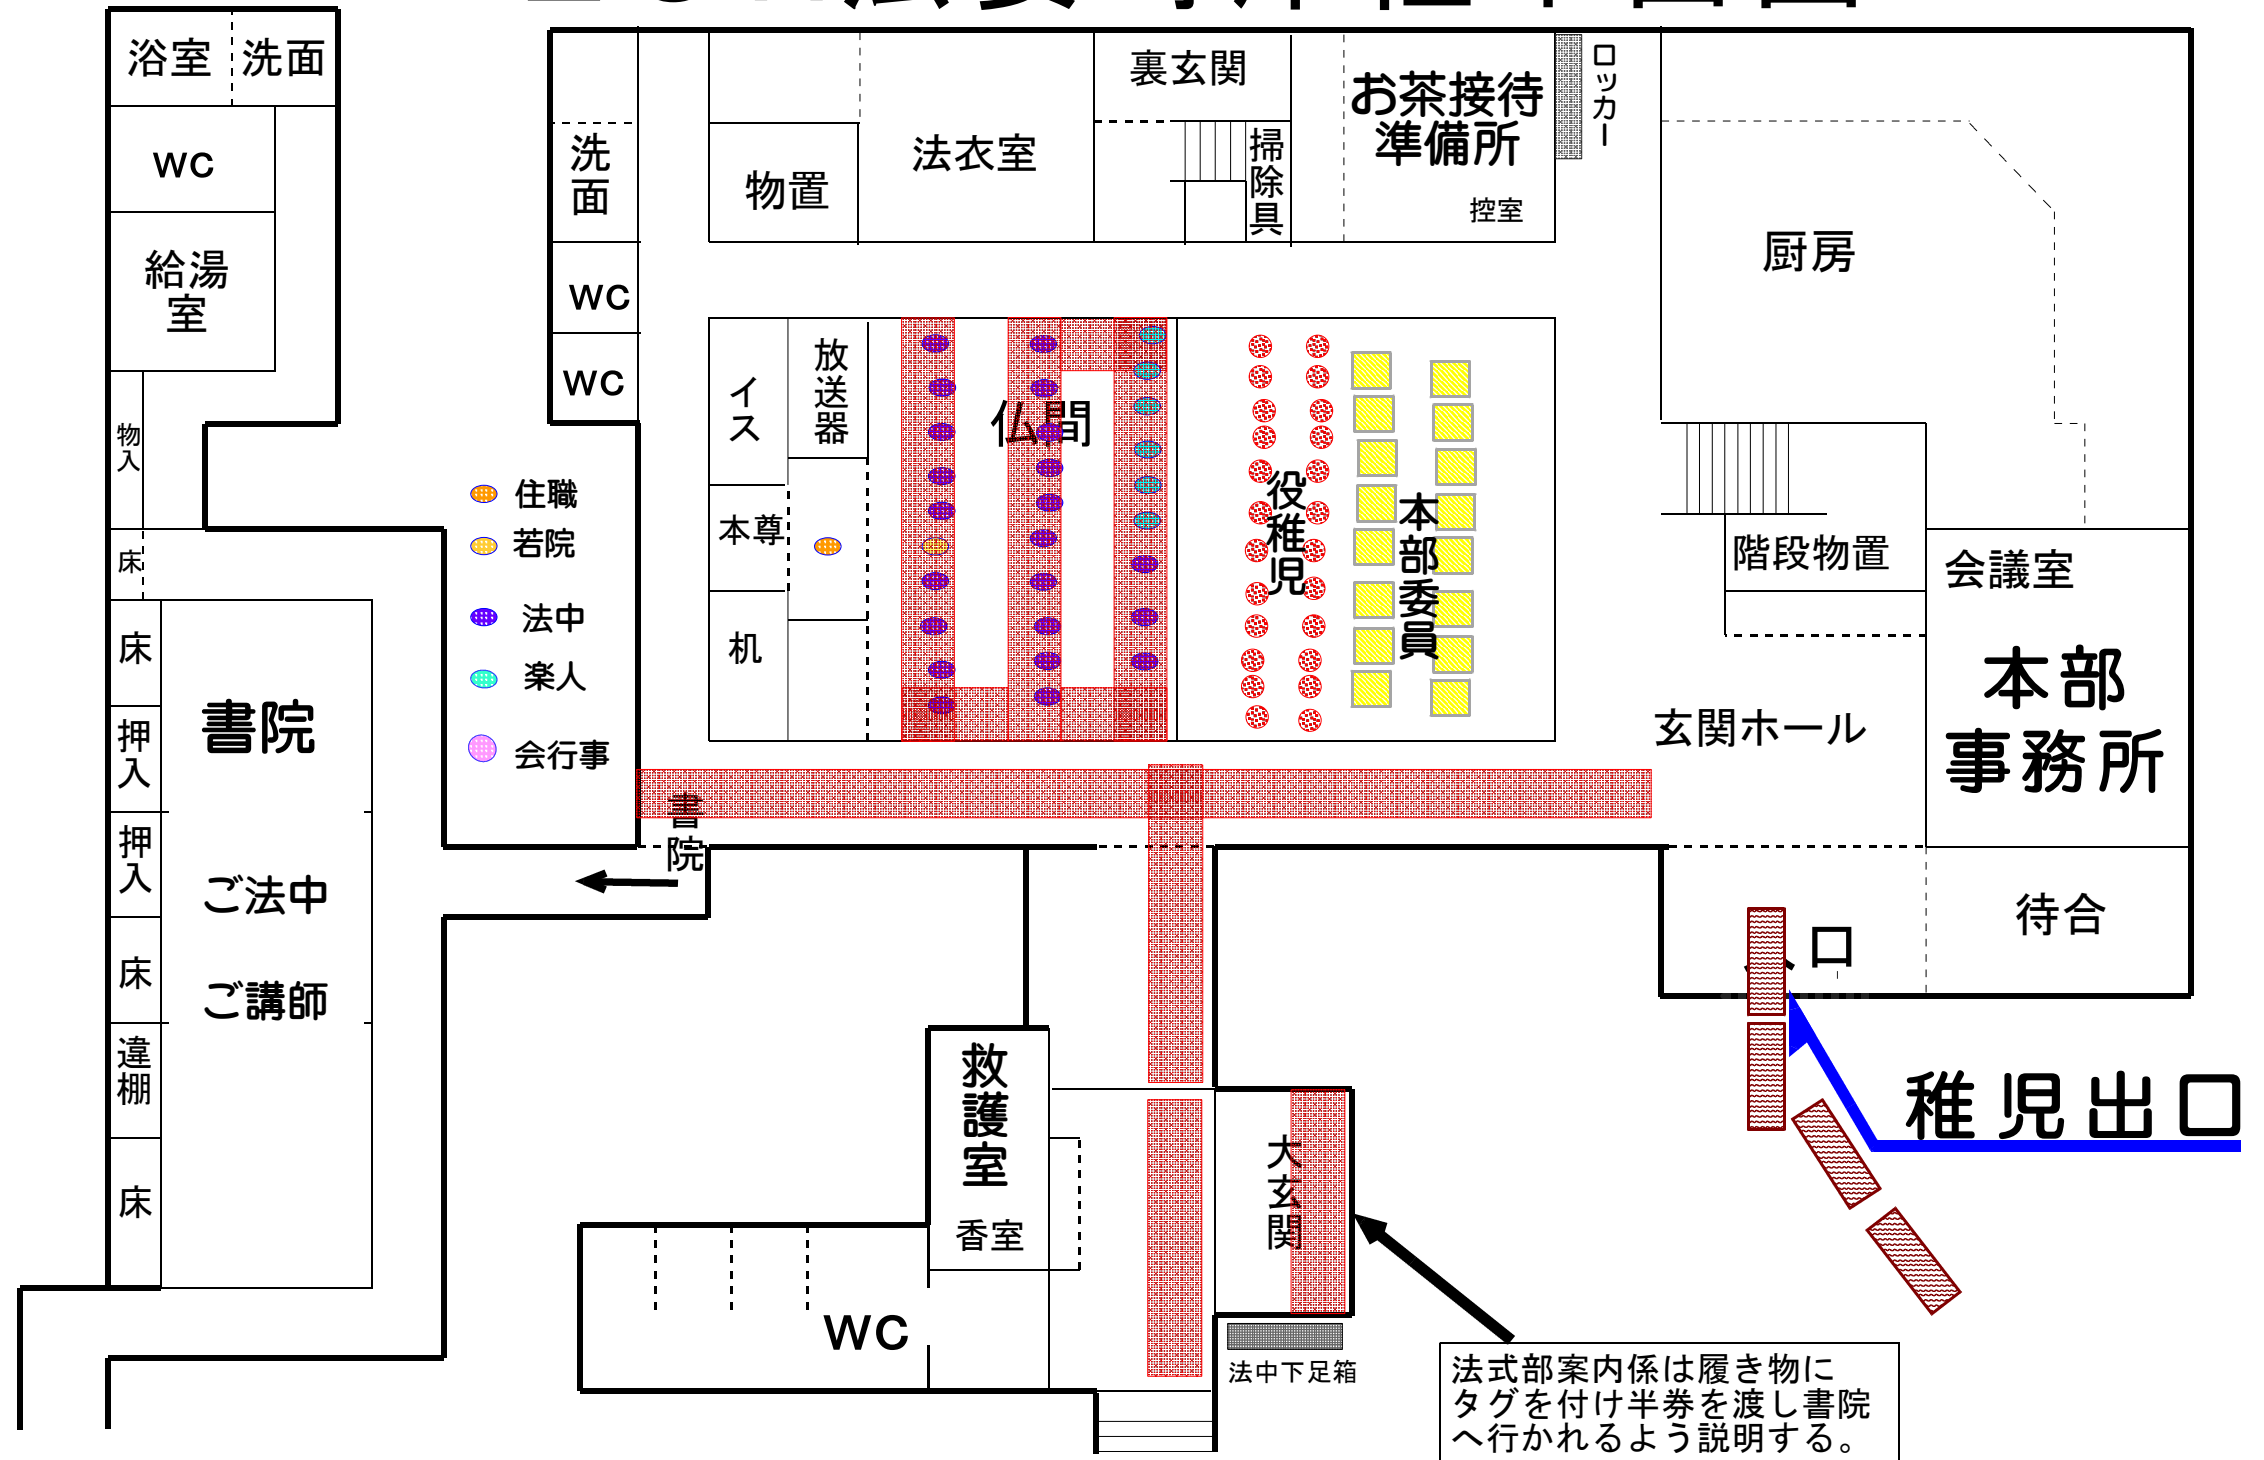 浴室
洗面
WC
給湯
室
物入
床
床
押入
押入
床
違棚
床
書院
ご法中
ご講師
住職
若院
法中
楽人
会行事
洗面
WC
WC
物置
法衣室
裏玄関
掃除具
お茶接待
準備所
控室
ロッカー
厨房
イス
放送器
本尊
机
仏間
役稚児
本部委員
階段物置
会議室
本部
事務所
玄関ホール
待合
書院
救護室
香室
WC
大玄関
法中下足箱
稚児出口
法式部案内係は履き物に
タグを付け半券を渡し書院
へ行かれるよう説明する。